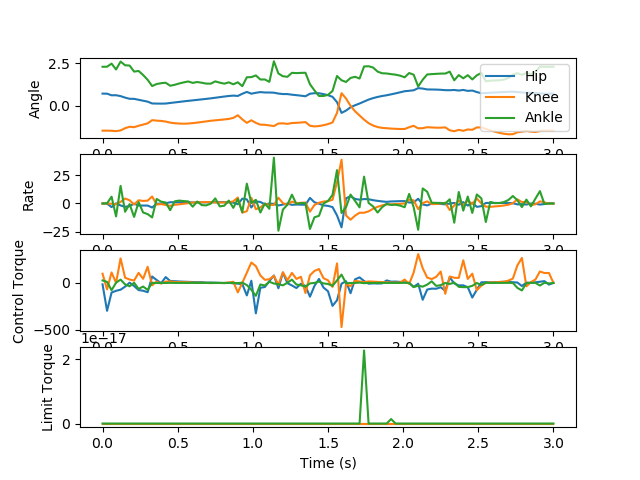 2.5
0.0
Angle
Hip
Knee
Ankle
0.0 0.5 1.0 1.5 2.0 2.5 3.0
25
0
−25
Rate
0.0 0.5 1.0 1.5 2.0 2.5 3.0
0
−500
Control Torque
0.0 0.5 1.0 1.5 2.0 2.5 3.0
1e−17
2
0
Limit Torque
0.0 0.5 1.0 1.5 2.0 2.5 3.0
Time (s)